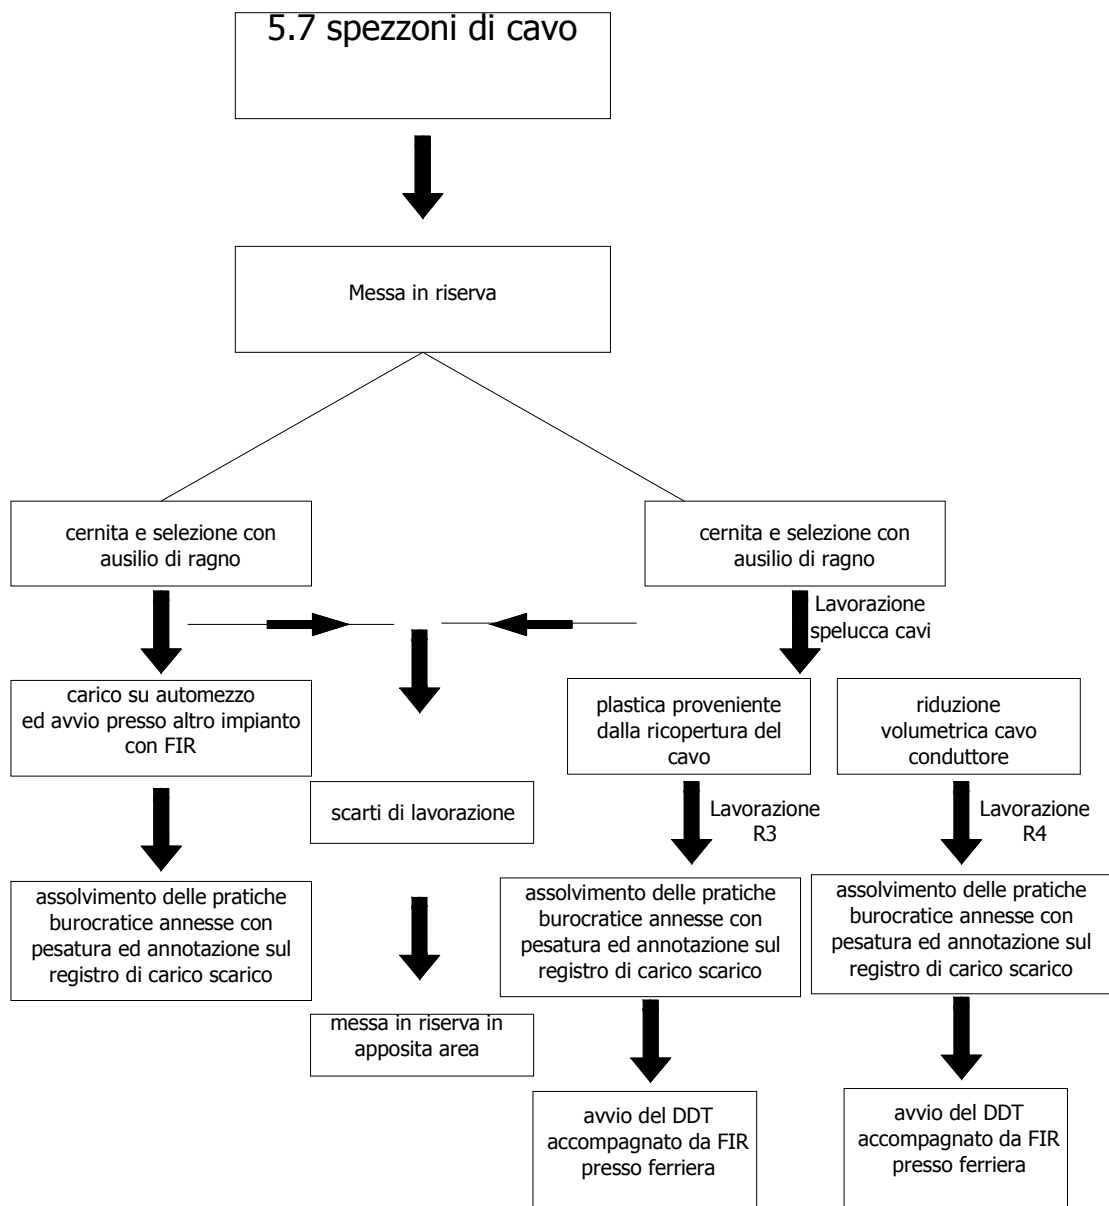 5.7 spezzoni di cavo
Messa in riserva
cernita e selezione con
ausilio di ragno
cernita e selezione con
ausilio di ragno
Lavorazione
spelucca cavi
carico su automezzo
ed avvio presso altro impianto
con FIR
plastica proveniente
dalla ricopertura del
cavo
riduzione
volumetrica cavo
conduttore
scarti di lavorazione
Lavorazione
R3
Lavorazione
R4
assolvimento delle pratiche
burocratice annesse con
pesatura ed annotazione sul
registro di carico scarico
assolvimento delle pratiche
burocratice annesse con
pesatura ed annotazione sul
registro di carico scarico
assolvimento delle pratiche
burocratice annesse con
pesatura ed annotazione sul
registro di carico scarico
messa in riserva in
apposita area
avvio del DDT
accompagnato da FIR
presso ferriera
avvio del DDT
accompagnato da FIR
presso ferriera